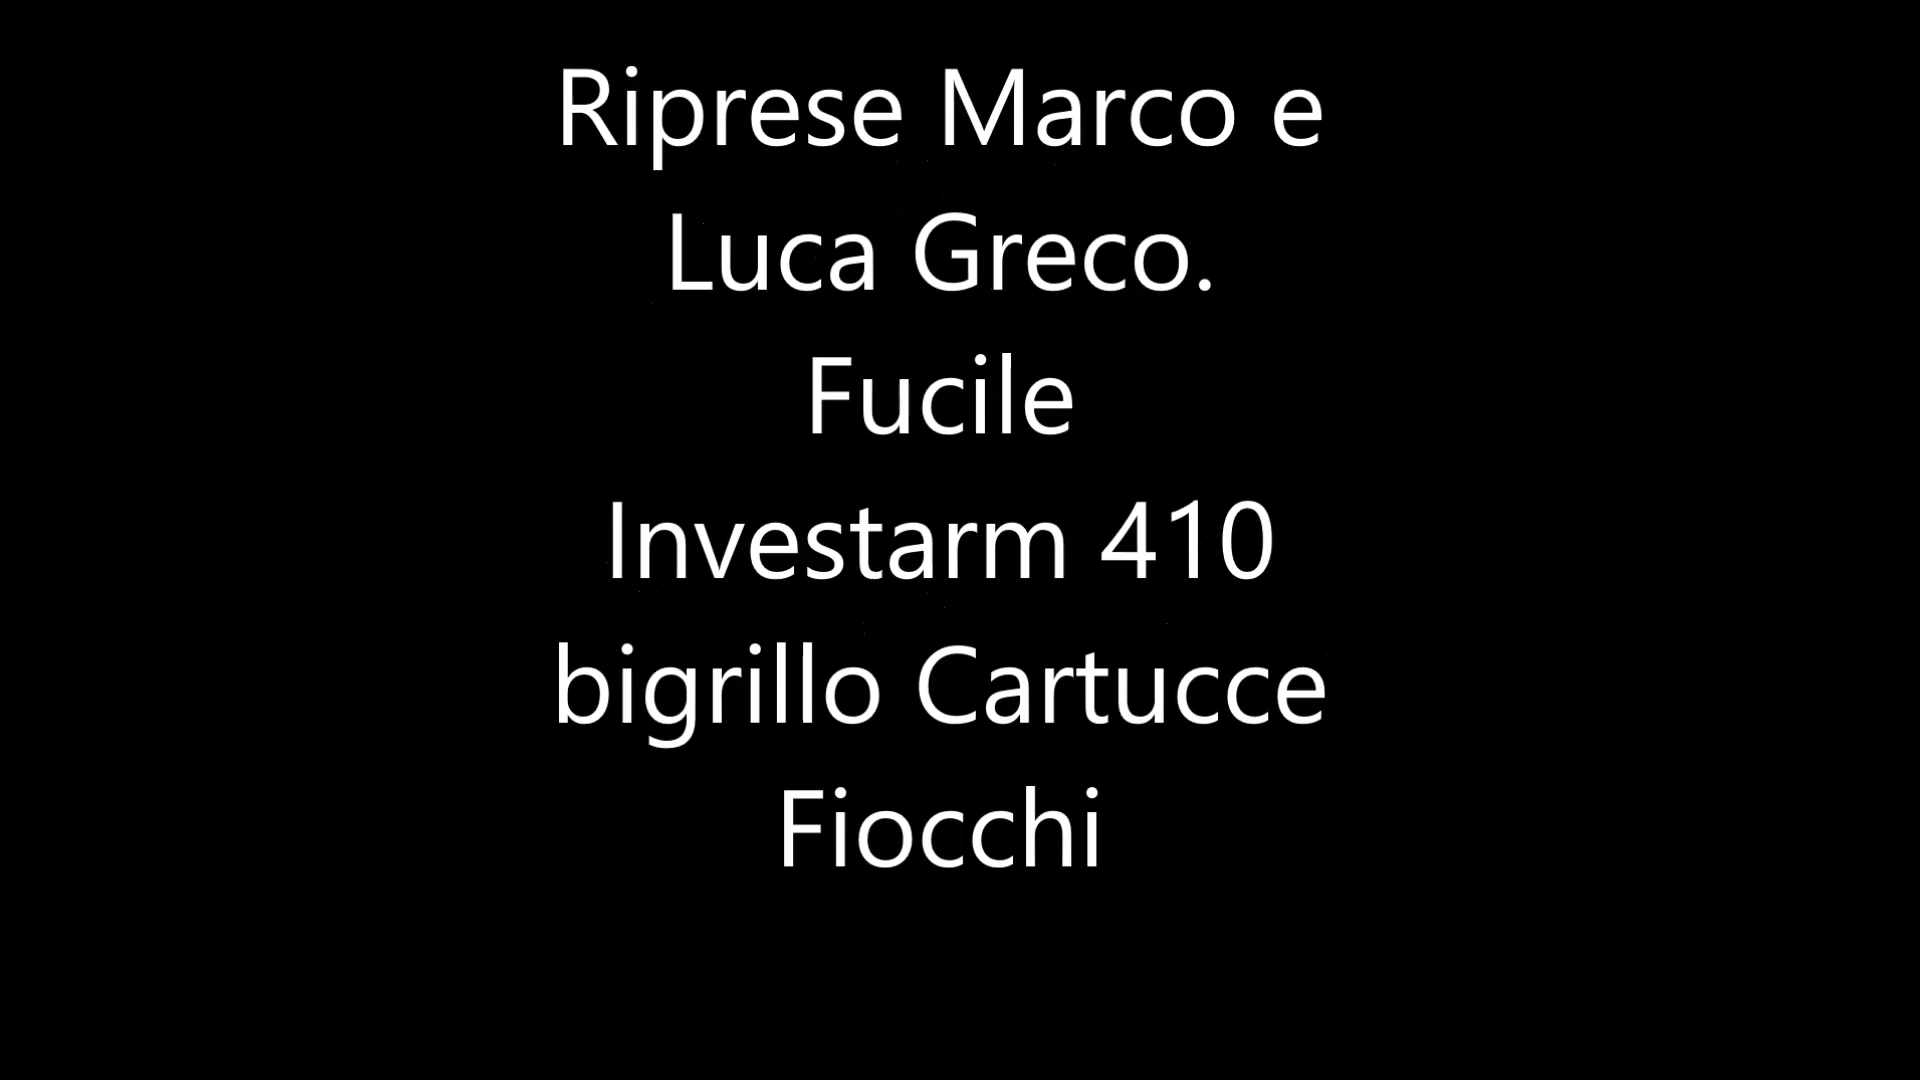 Riprese Marco e
Luca Greco.
Fucile
Investarm 410
bigrillo Cartucce
Fiocchi